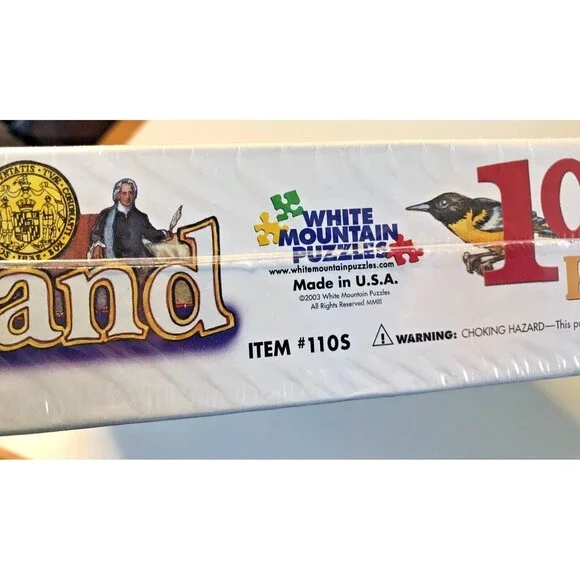 and
WHITE
MOUNTAIN
PUZZLES
www.whitemountainpuzzles.com
Made in U.S.A.
©2003 White Mountain Puzzles
All Rights Reserved MMIII
ITEM #110S
WARNING: CHOKING HAZARD—This
10